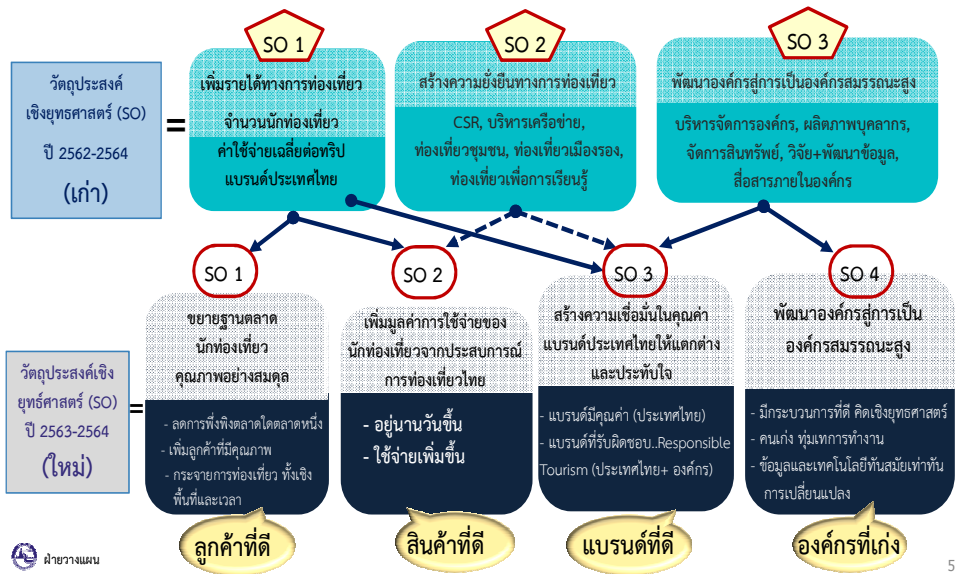 SO 1
SO 2
SO 3
วัตถุประสงค์
เชิงยุทธศาสตร์ (SO)
ปี 2562-2564
(เก่า)
=
เพิ่มรายได้ทางการท่องเที่ยว
จำนวนนักท่องเที่ยว
ค่าใช้จ่ายเฉลี่ยต่อทริป
แบรนด์ประเทศไทย
สร้างความยั่งยืนทางการท่องเที่ยว
CSR, บริหารเครือข่าย,
ท่องเที่ยวชุมชน, ท่องเที่ยวเมืองรอง,
ท่องเที่ยวเพื่อการเรียนรู้
พัฒนาองค์กรสู่การเป็นองค์กรสมรรถนะสูง
บริหารจัดการองค์กร, ผลิตภาพบุคลากร,
จัดการสินทรัพย์, วิจัย+พัฒนาข้อมูล,
สื่อสารภายในองค์กร
SO 1
SO 2
SO 3
SO 4
วัตถุประสงค์เชิง
ยุทธ์ศาสตร์ (SO)
ปี 2563-2564
(ใหม่)
=
ขยายฐานตลาด
นักท่องเที่ยว
คุณภาพอย่างสมดุล
- ลดการพึ่งพิงตลาดใดตลาดหนึ่ง
- เพิ่มลูกค้าที่มีคุณภาพ
- กระจายการท่องเที่ยว ทั้งเชิง
พื้นที่และเวลา
ลูกค้าที่ดี
เพิ่มมูลค่าการใช้จ่ายของ
นักท่องเที่ยวจากประสบการณ์
การท่องเที่ยวไทย
- อยู่นานวันขึ้น
- ใช้จ่ายเพิ่มขึ้น
สินค้าที่ดี
สร้างความเชื่อมั่นในคุณค่า
แบรนด์ประเทศไทยให้แตกต่าง
และประทับใจ
- แบรนด์มีคุณค่า (ประเทศไทย)
- แบรนด์ที่รับผิดชอบ..Responsible
Tourism (ประเทศไทย+ องค์กร)
แบรนด์ที่ดี
พัฒนาองค์กรสู่การเป็น
องค์กรสมรรถนะสูง
- มีกระบวนการที่ดี คิดเชิงยุทธศาสตร์
- คนเก่ง ทุ่มเทการทำงาน
- ข้อมูลและเทคโนโลยีทันสมัยเท่าทัน
การเปลี่ยนแปลง
องค์กรที่เก่ง
ฝ่ายวางแผน
5